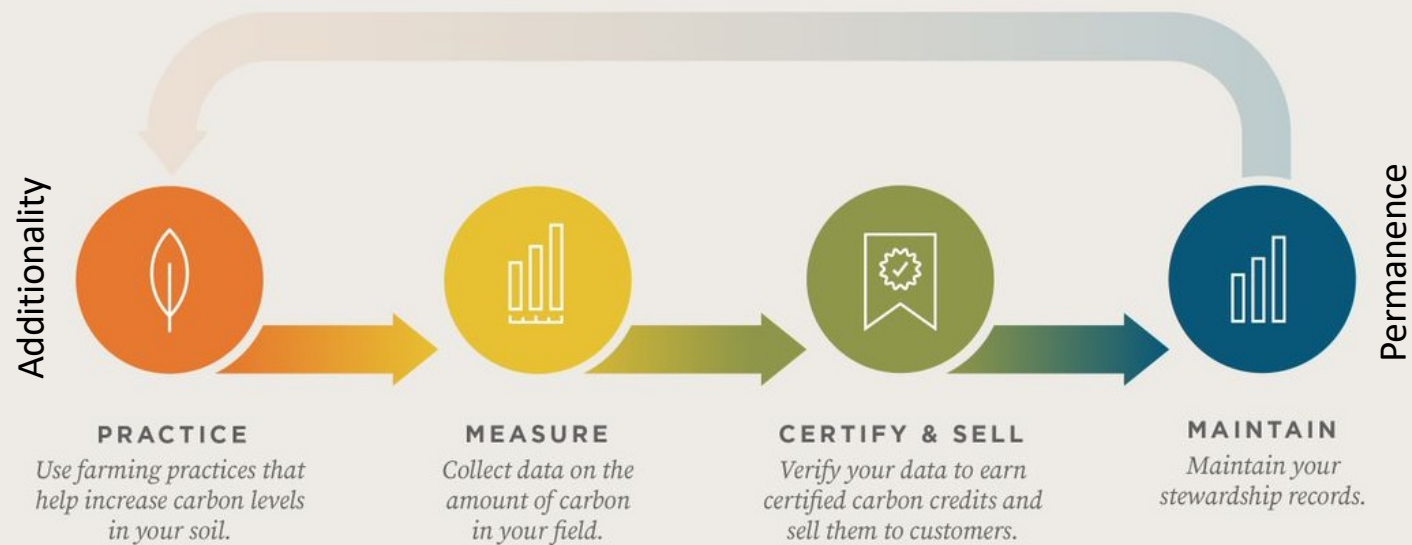 Additionality
PRACTICE
Use farming practices that
help increase carbon levels
in your soil.
MEASURE
Collect data on the
amount of carbon
in your field.
CERTIFY & SELL
Verify your data to earn
certified carbon credits and
sell them to customers.
MAINTAIN
Maintain your
stewardship records.
Permanence